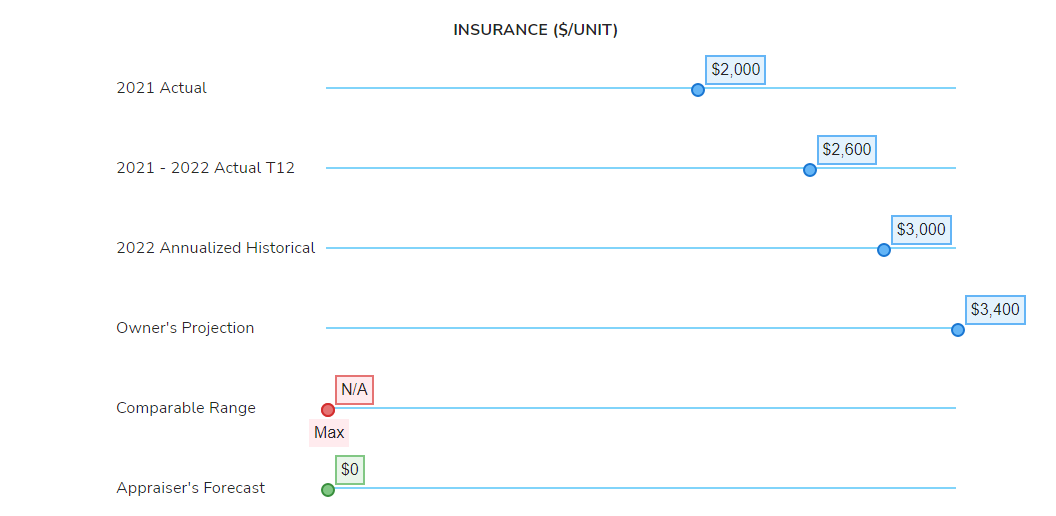 INSURANCE ($/UNIT)
2021 Actual
$2,000
2021 - 2022 Actual T12
$2,600
2022 Annualized Historical
$3,000
Owner's Projection
$3,400
Comparable Range
N/A
Max
Appraiser's Forecast
$0